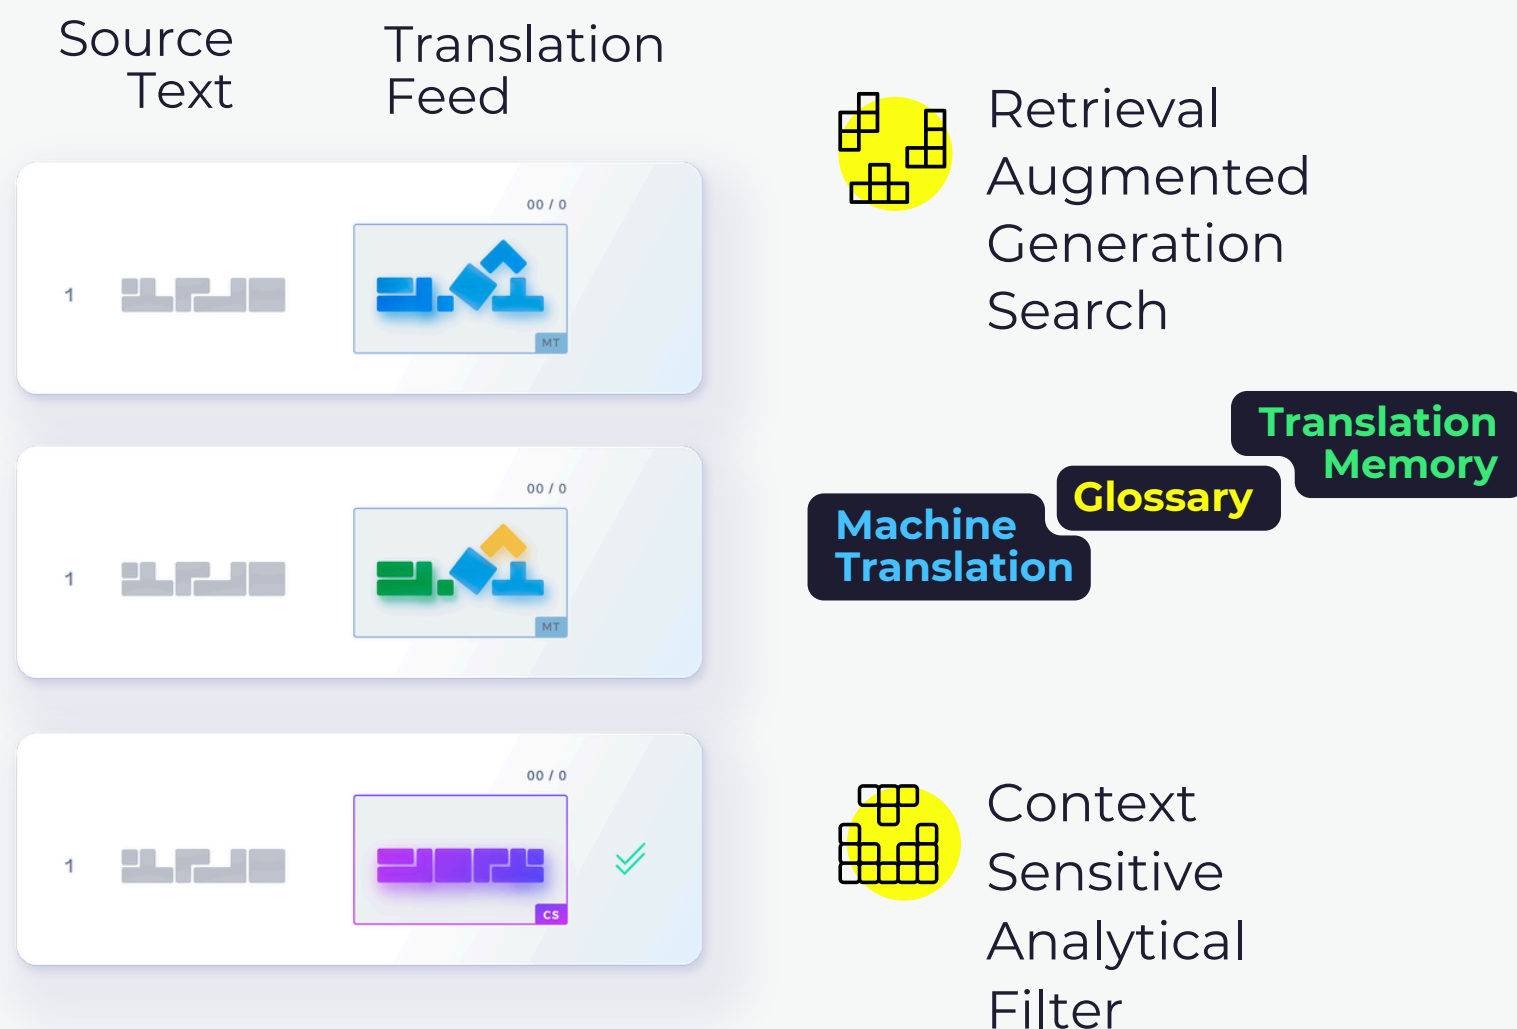 Source
Text
Translation
Feed
00 / 0
1
MT
00 / 0
1
MT
00 / 0
1
CS
Retrieval
Augmented
Generation
Search
Translation
Memory
Glossary
Machine
Translation
Context
Sensitive
Analytical
Filter